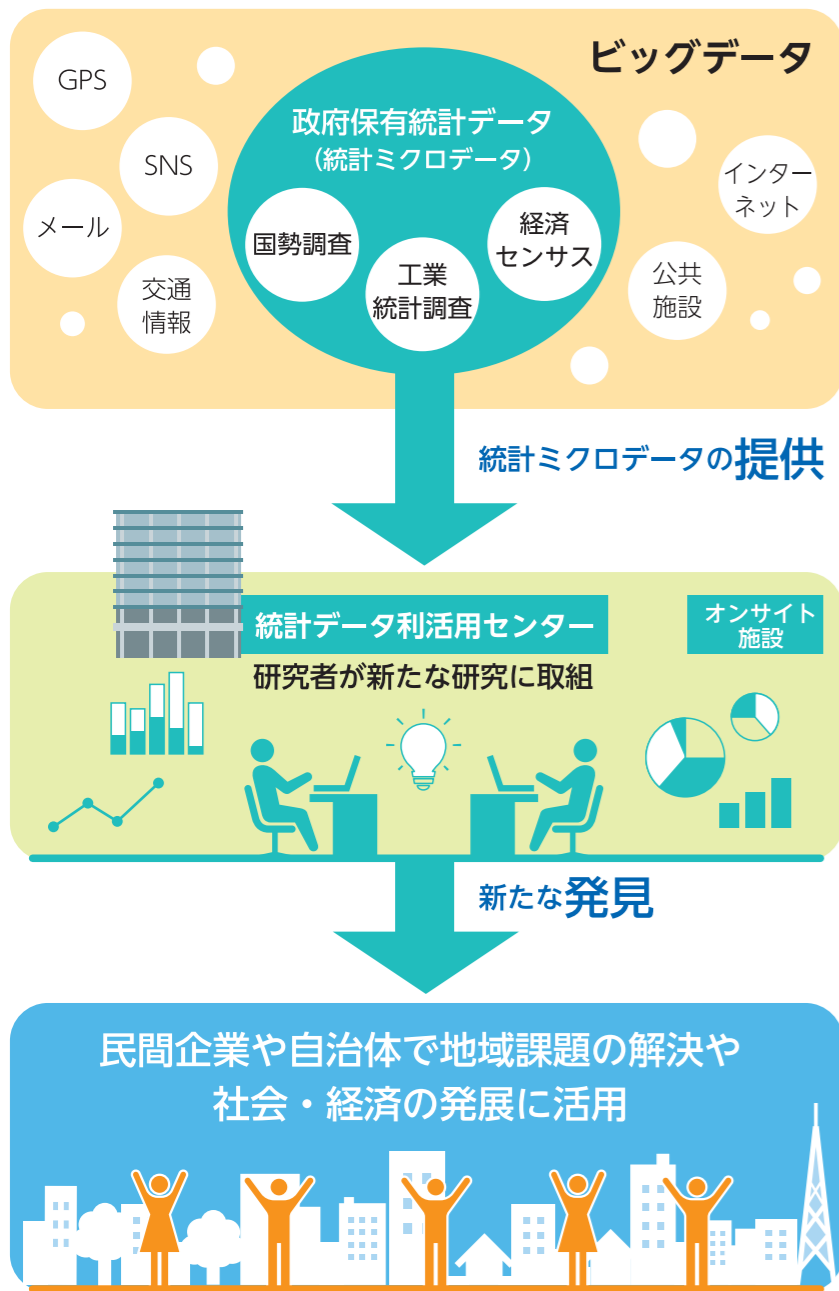 ビッグデータ
GPS
SNS
メール
交通
情報
政府保有統計データ
(統計ミクロデータ)
国勢調査
工業
統計調査
経済
センサス
インター
ネット
公共
施設
統計ミクロデータの提供
統計データ利活用センター
オンサイト
施設
研究者が新たな研究に取組
新たな発見
民間企業や自治体で地域課題の解決や
社会・経済の発展に活用